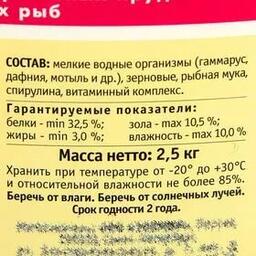 х рыб
СОСТАВ: мелкие водные организмы (гаммарус,
дафния, мотыль и др.), зерновые, рыбная мука,
спирулина, витаминный комплекс.
Гарантируемые показатели:
белки - min 32,5 %; зола - max 10,5 %;
жиры - min 3,0 %; влажность - max 10,0 %
Масса нетто: 2,5 кг
Хранить при температуре от -20° до +30°С
и относительной влажности не более 85%.
Беречь от влаги. Беречь от солнечных лучей.
Срок годности 2 года.